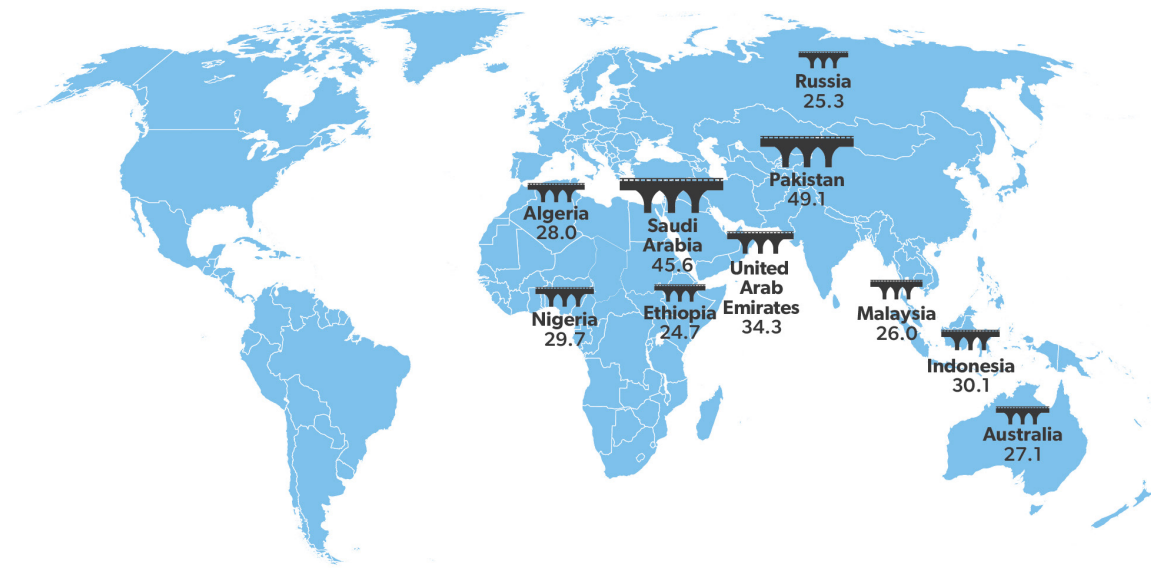 Russia
25.3
Pakistan
49.1
Algeria
28.0
Saudi
Arabia
45.6
United
Arab
Emirates
34.3
Nigeria
29.7
Ethiopia
24.7
Malaysia
26.0
Indonesia
30.1
Australia
27.1